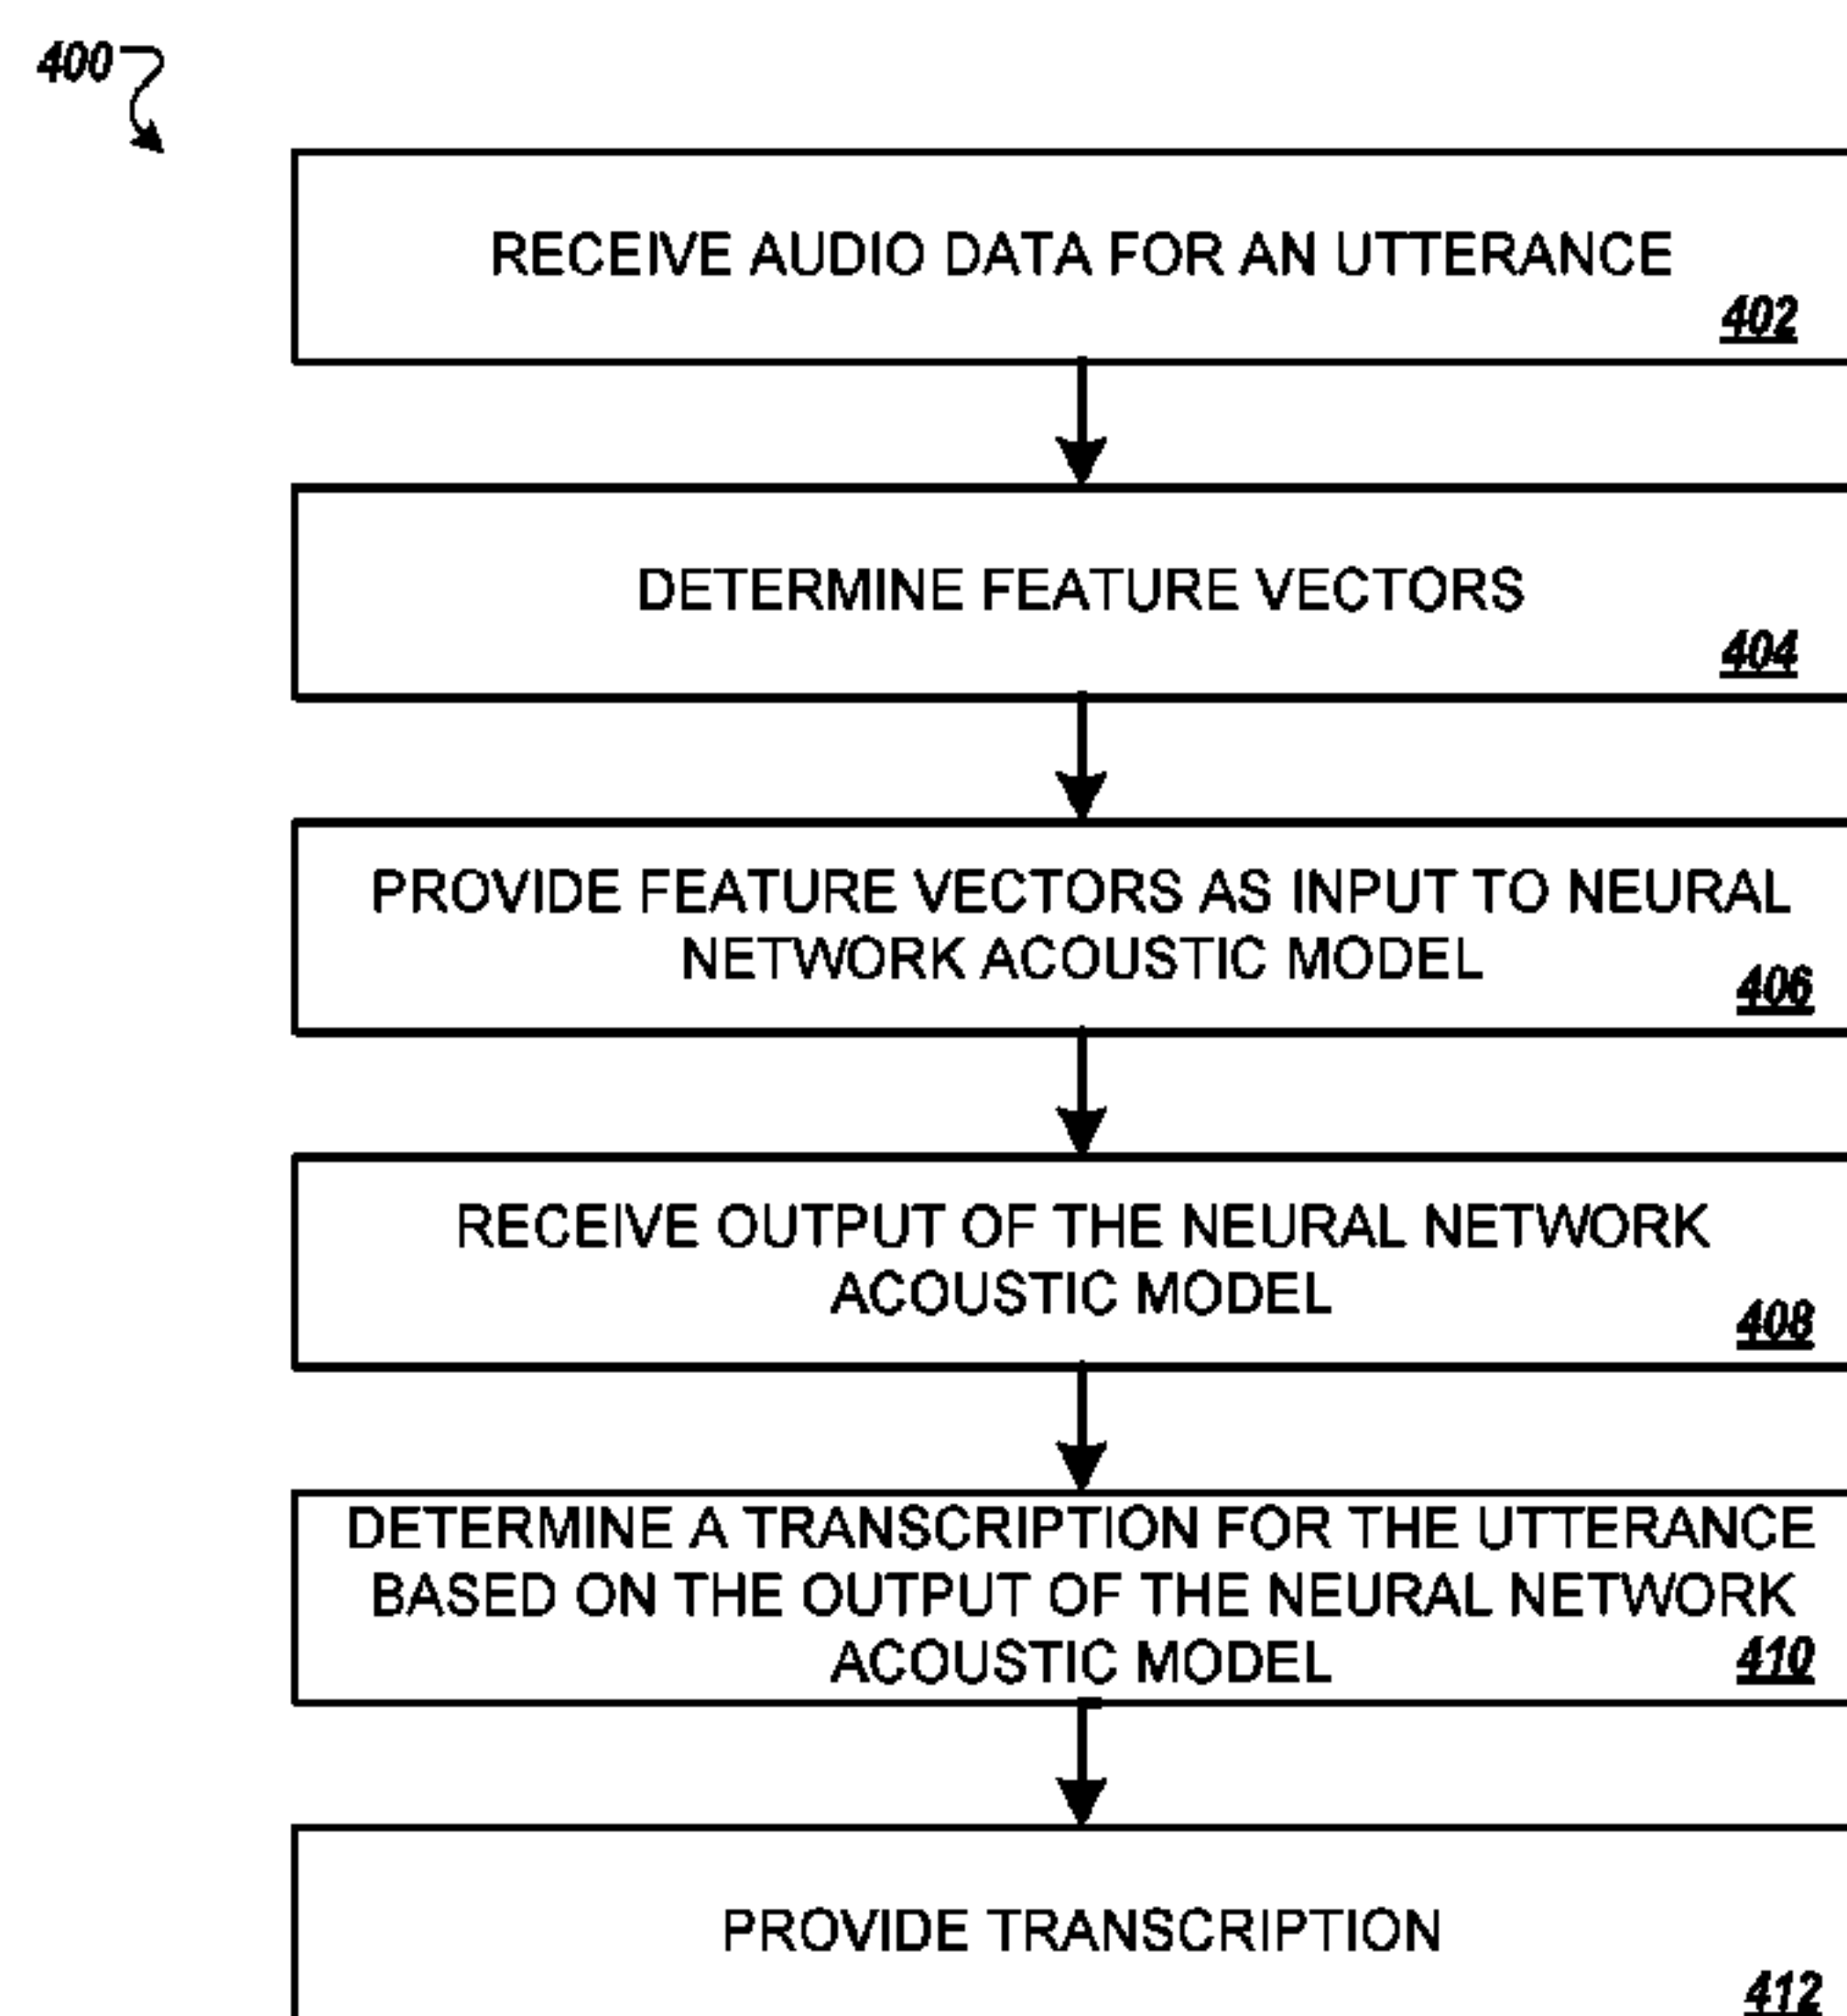 400
RECEIVE AUDIO DATA FOR AN UTTERANCE
402
DETERMINE FEATURE VECTORS
404
PROVIDE FEATURE VECTORS AS INPUT TO NEURAL
NETWORK ACOUSTIC MODEL
406
RECEIVE OUTPUT OF THE NEURAL NETWORK
ACOUSTIC MODEL
408
DETERMINE A TRANSCRIPTION FOR THE UTTERANCE
BASED ON THE OUTPUT OF THE NEURAL NETWORK
ACOUSTIC MODEL
410
PROVIDE TRANSCRIPTION
412